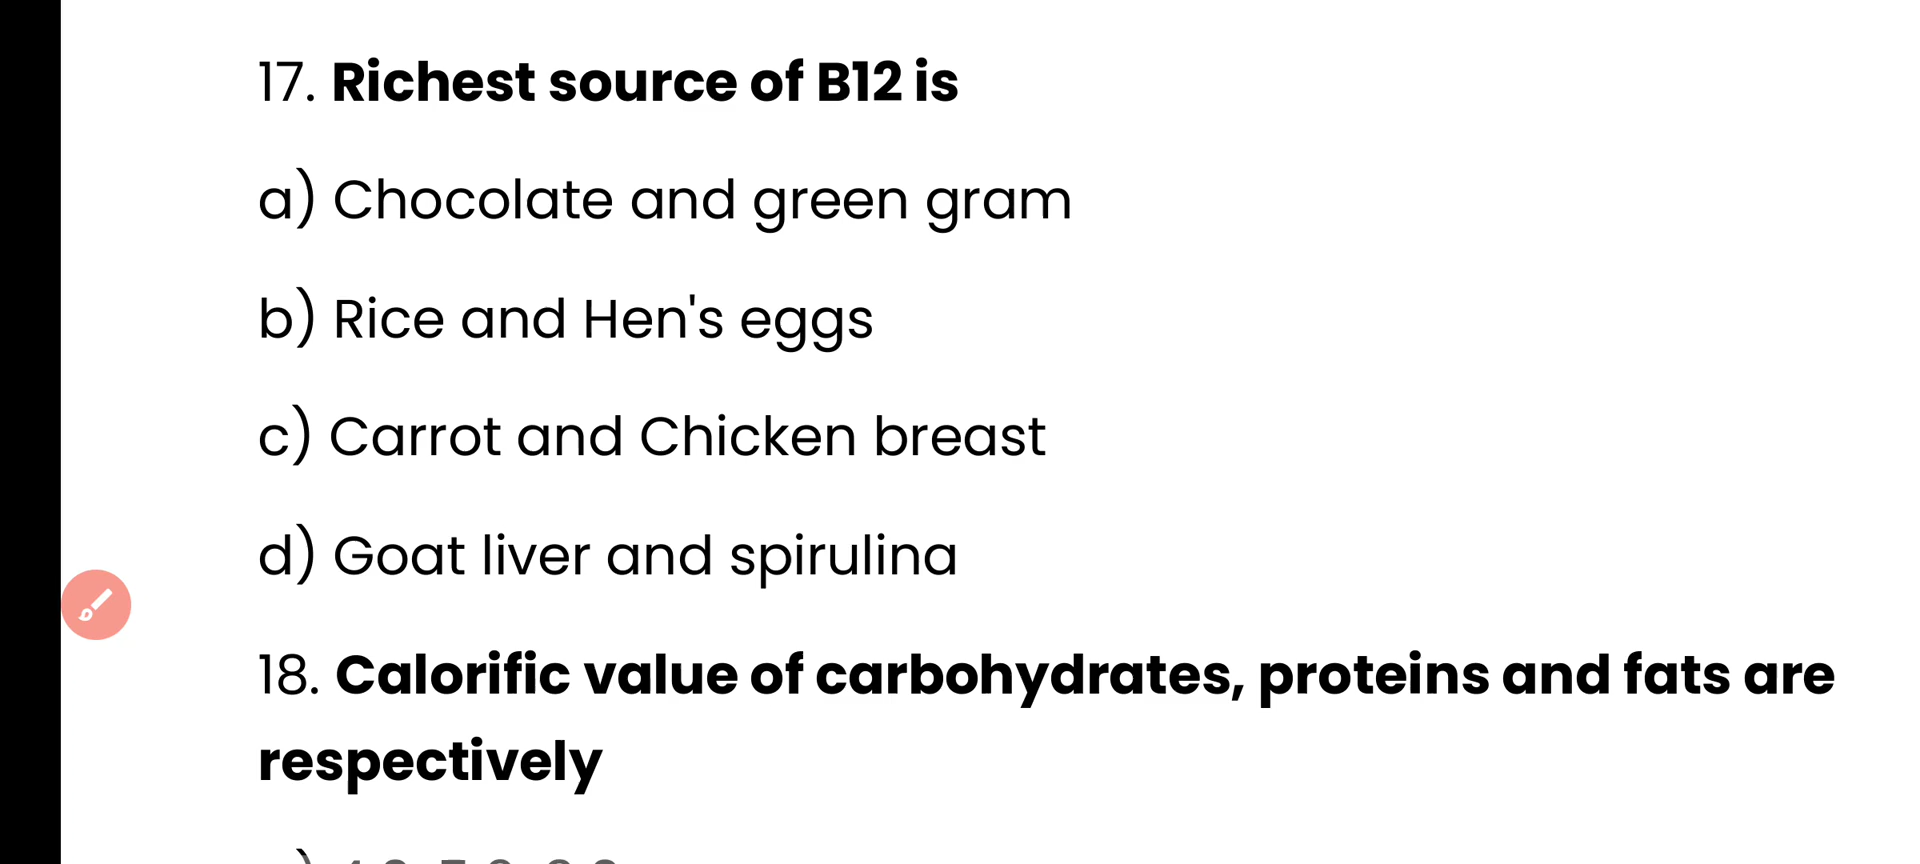 17. Richest source of B12 is
a) Chocolate and green gram
b) Rice and Hen's eggs
c) Carrot and Chicken breast
d) Goat liver and spirulina
18. Calorific value of carbohydrates, proteins and fats are
respectively